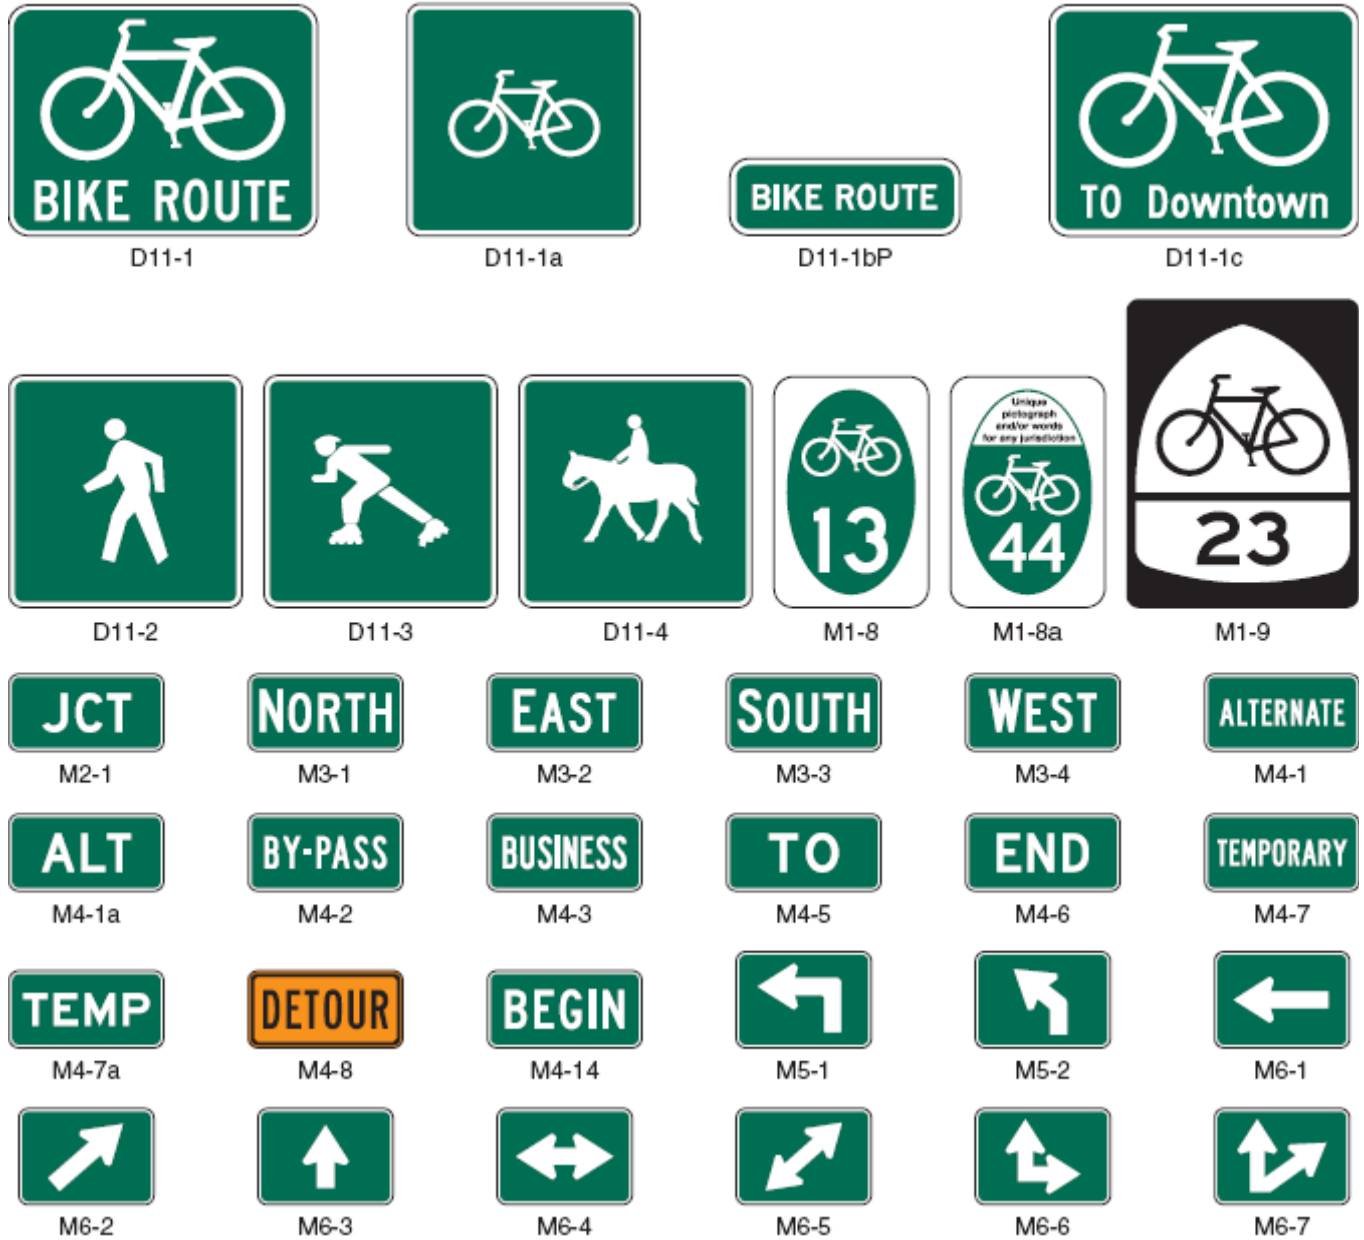 BIKE ROUTE
BIKE ROUTE
TO Downtown
D11-1
D11-1a
D11-1bP
D11-1c
Unique
pictograph
and/or words
for any jurisdiction
13
44
23
D11-2
D11-3
D11-4
M1-8
M1-8a
M1-9
JCT
NORTH
EAST
SOUTH
WEST
ALTERNATE
M2-1
M3-1
M3-2
M3-3
M3-4
M4-1
ALT
BY-PASS
BUSINESS
TO
END
TEMPORARY
M4-1a
M4-2
M4-3
M4-5
M4-6
M4-7
TEMP
DETOUR
BEGIN
M4-7a
M4-8
M4-14
M5-1
M5-2
M6-1
M6-2
M6-3
M6-4
M6-5
M6-6
M6-7